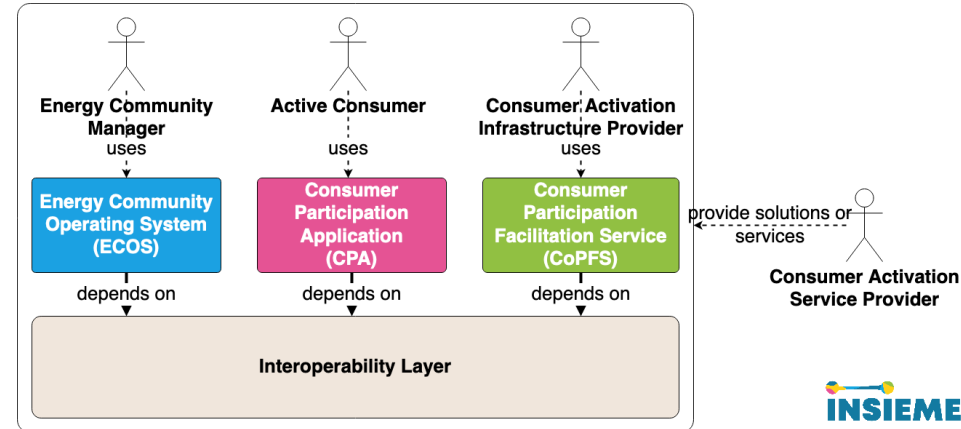 Energy Community
Manager
uses
Active Consumer
uses
Consumer Activation
Infrastructure Provider
uses
Energy Community
Operating System
(ECOS)
Consumer
Participation
Application
(CPA)
Consumer
Participation
Facilitation Service
(CoPFS)
provide solutions or
services
Consumer Activation
Service Provider
depends on
depends on
depends on
Interoperability Layer
INSIEME